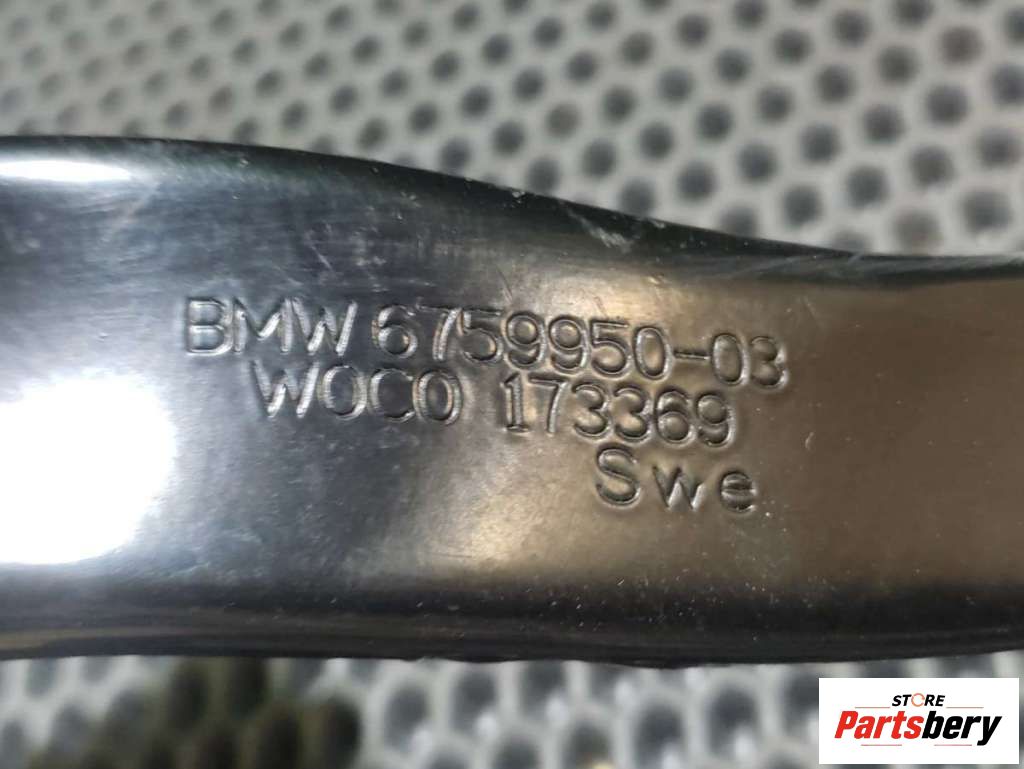 BMW 6759950-03
WOCO 173369
Swe
STORE
Partsbery